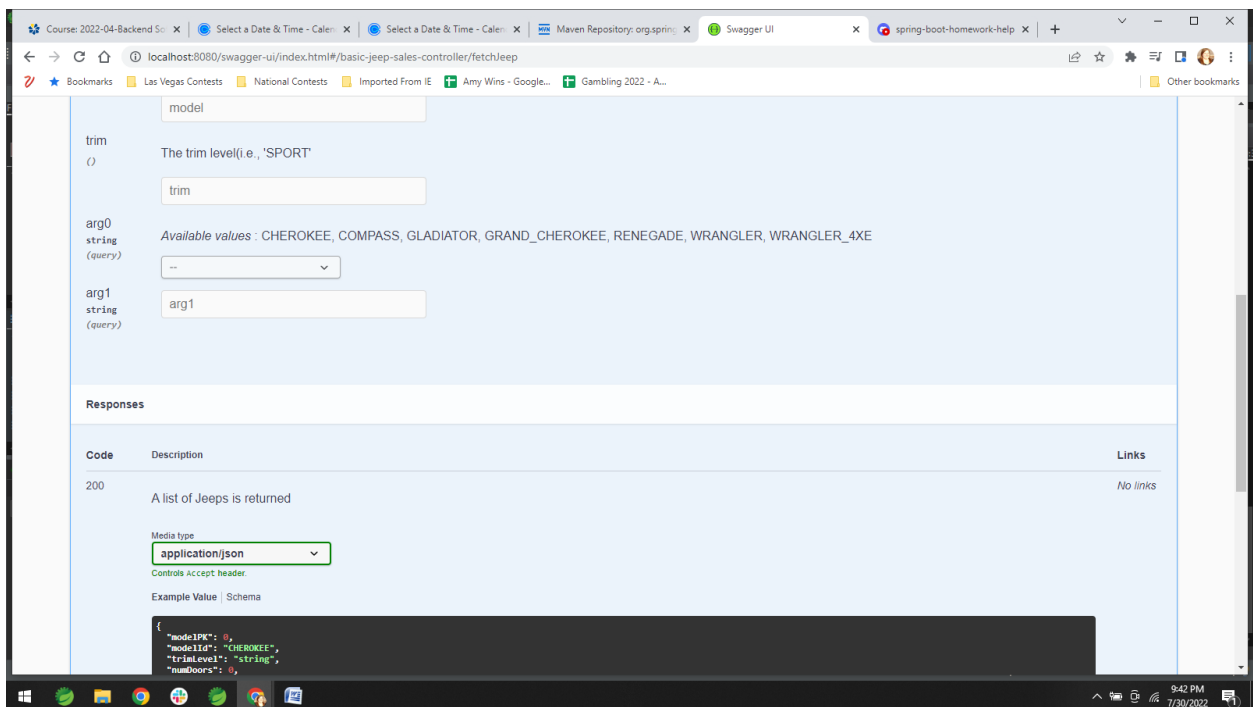 Course: 2022-04-Backend So
Select a Date & Time - Calen
Select a Date & Time - Calen
Maven Repository: org.spring
Swagger UI
spring-boot-homework-help
localhost:8080/swagger-ui/index.html#/basic-jeep-sales-controller/fetchJeep
Bookmarks
Las Vegas Contests
National Contests
Imported From IE
Amy Wins - Google...
Gambling 2022 - A...
Other bookmarks
model
trim
()
The trim level(i.e., 'SPORT'
trim
arg0
string
(query)
Available values : CHEROKEE, COMPASS, GLADIATOR, GRAND_CHEROKEE, RENEGADE, WRANGLER, WRANGLER_4XE
--
arg1
string
(query)
arg1
Responses
Code Description Links
200
A list of Jeeps is returned
No links
Media type
application/json
Controls Accept header.
Example Value | Schema
{
"modelPK": 0,
"modelId": "CHEROKEE",
"trimLevel": "string",
"numDoors": 0,
9:42 PM
7/30/2022